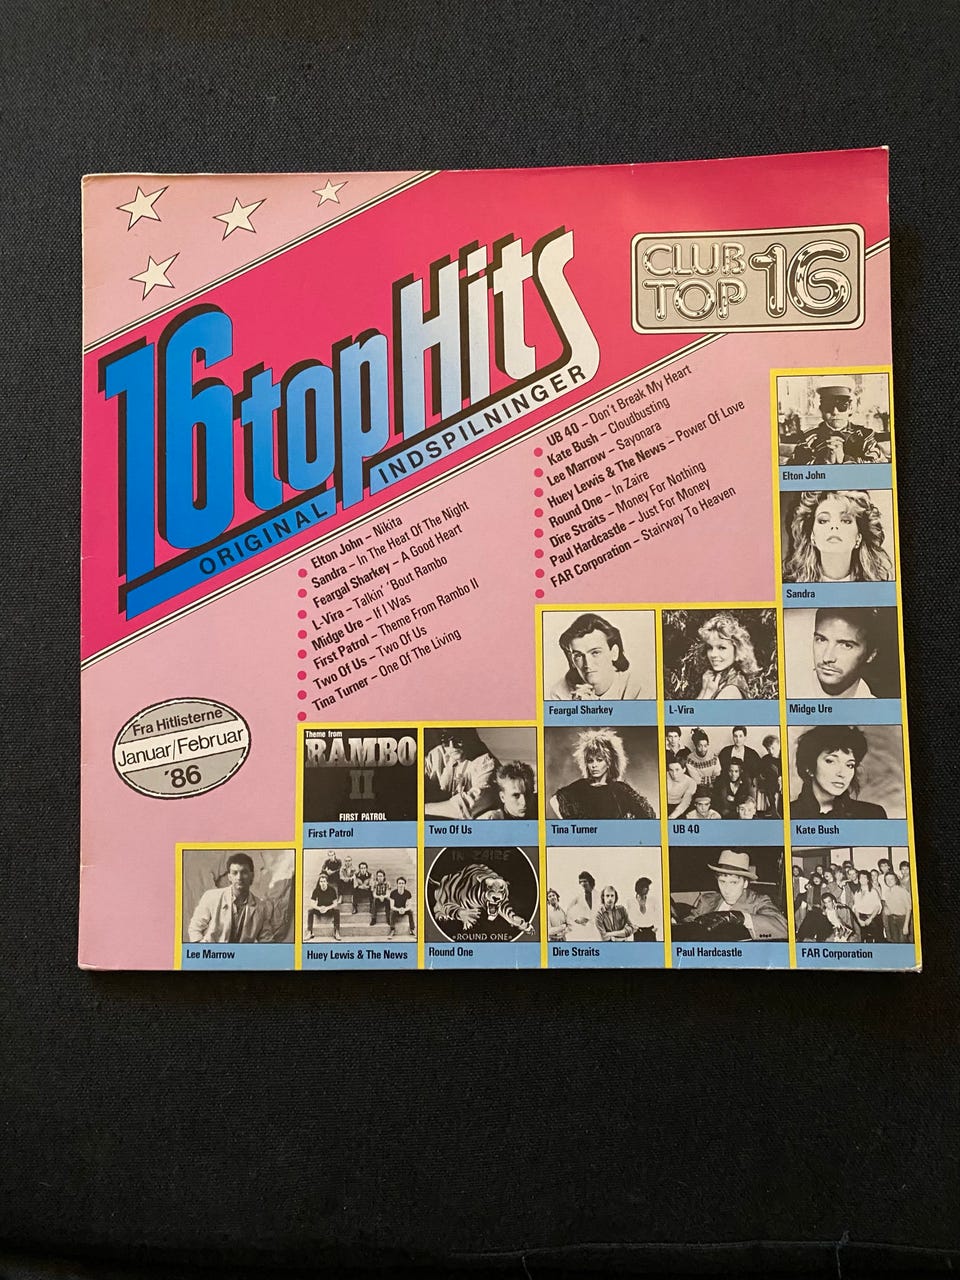 16 top Hits
ORIGINAL INDSPILNINGER
CLUB
TOP 16
Elton John – Nikita
Sandra – In The Heat Of The Night
Feargal Sharkey – A Good Heart
L-Vira – Talkin' 'Bout Rambo
Midge Ure – If I Was
First Patrol – Theme From Rambo II
Two Of Us – Two Of Us
Tina Turner – One Of The Living
UB 40 – Don't Break My Heart
Kate Bush – Cloudbusting
Lee Marrow – Sayonara
Huey Lewis & The News – Power Of Love
Round One – In Zaire
Dire Straits – Money For Nothing
Paul Hardcastle – Just For Money
FAR Corporation – Stairway To Heaven
Fra Hitlisterne
Januar/Februar
'86
Elton John
Sandra
Feargal Sharkey
L-Vira
Midge Ure
Theme from
RAMBO
II
FIRST PATROL
First Patrol
Two Of Us
Tina Turner
UB 40
Kate Bush
IN ZAIRE
•ROUND ONE•
Lee Marrow
Huey Lewis & The News
Round One
Dire Straits
Paul Hardcastle
FAR Corporation